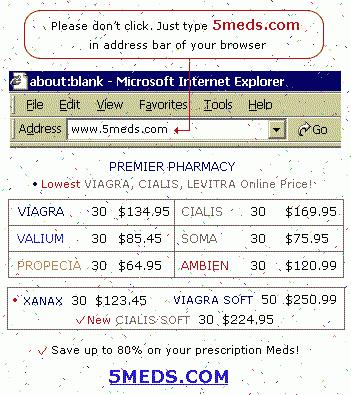 Please don't click. Just type 5meds.com
in address bar of your browser
about:blank - Microsoft Internet Explorer
File Edit View Favorites Tools Help
Address www.5meds.com Go
PREMIER PHARMACY
• Lowest VIAGRA, CIALIS, LEVITRA Online Price!
VIAGRA 30 $134.95 CIALIS 30 $169.95
VALIUM 30 $85.45 SOMA 30 $75.95
PROPECIA 30 $64.95 AMBIEN 30 $120.99
• XANAX 30 $123.45 VIAGRA SOFT 50 $250.99
✓New CIALIS SOFT 30 $224.95
✓ Save up to 80% on your prescription Meds!
5MEDS.COM